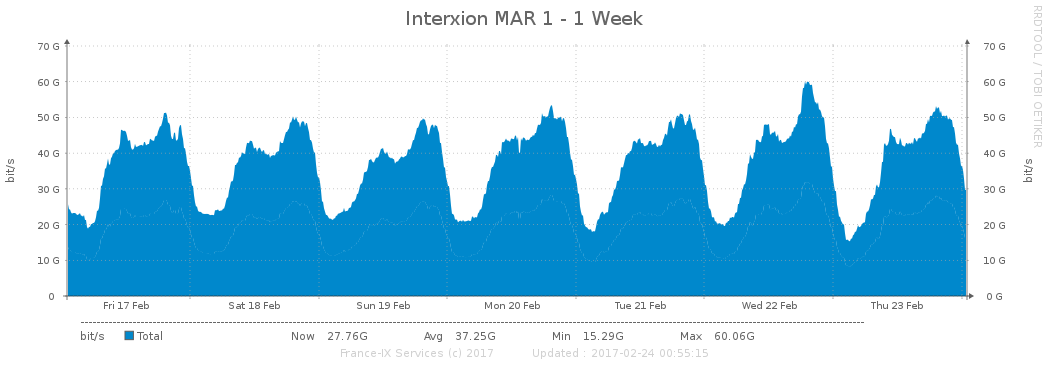 Interxion MAR 1 - 1 Week
RRDTOOL / TOBI OETIKER
bit/s
70 G 70 G
60 G 60 G
50 G 50 G
40 G 40 G
30 G 30 G
20 G 20 G
10 G 10 G
0 0 G
bit/s
Fri 17 Feb Sat 18 Feb Sun 19 Feb Mon 20 Feb Tue 21 Feb Wed 22 Feb Thu 23 Feb
bit/s Total Now 27.76G Avg 37.25G Min 15.29G Max 60.06G
France-IX Services (c) 2017 Updated : 2017-02-24 00:55:15